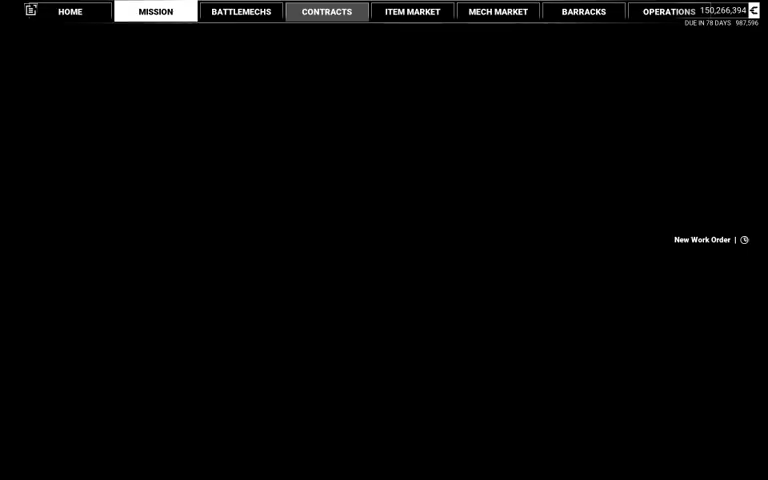 HOME MISSION BATTLEMECHS CONTRACTS ITEM MARKET MECH MARKET BARRACKS OPERATIONS 150,266,394
DUE IN 78 DAYS 987,596
New Work Order |